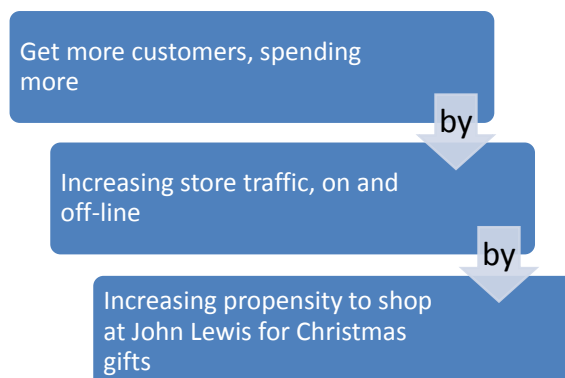 Get more customers, spending
more
by
Increasing store traffic, on and
off-line
by
Increasing propensity to shop
at John Lewis for Christmas
gifts